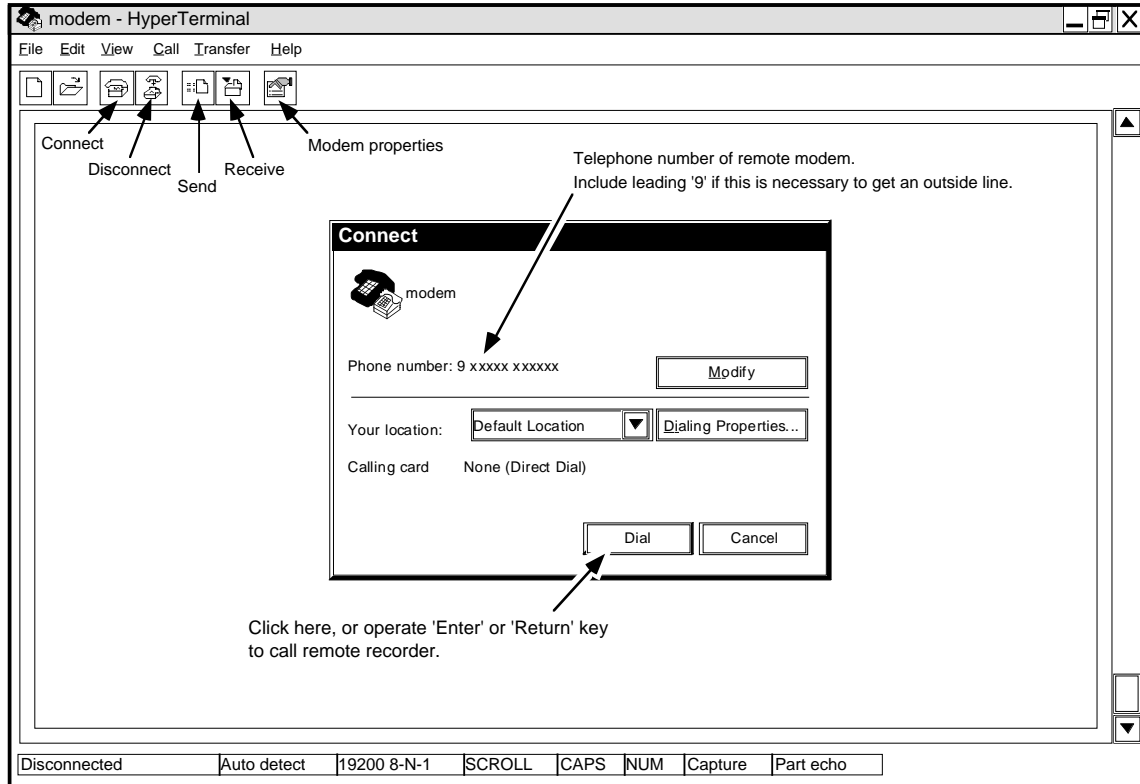 modem - HyperTerminal
File Edit View Call Transfer Help
Connect
Disconnect
Send
Receive
Modem properties
Telephone number of remote modem.
Include leading '9' if this is necessary to get an outside line.
Connect
modem
Phone number: 9 xxxxx xxxxxx
Modify
Your location:
Default Location
Dialing Properties...
Calling card None (Direct Dial)
Dial
Cancel
Click here, or operate 'Enter' or 'Return' key
to call remote recorder.
Disconnected Auto detect 19200 8-N-1 SCROLL CAPS NUM Capture Part echo